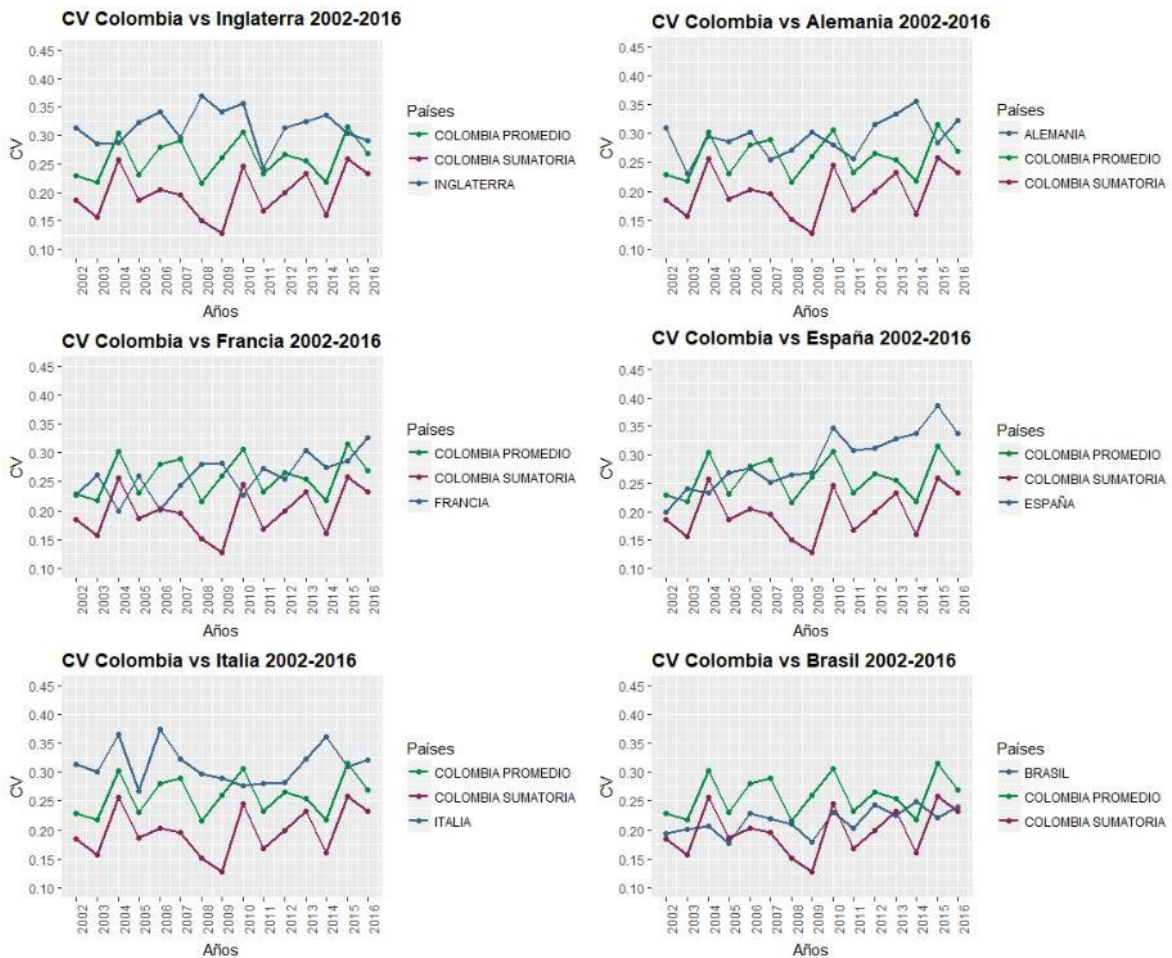 CV Colombia vs Inglaterra 2002-2016
0.45
0.40
0.35
0.30
0.25
0.20
0.15
0.10
CV
2002 2003 2004 2005 2006 2007 2008 2009 2010 2011 2012 2013 2014 2015 2016
Años
Países
COLOMBIA PROMEDIO
COLOMBIA SUMATORIA
INGLATERRA
CV Colombia vs Alemania 2002-2016
0.45
0.40
0.35
0.30
0.25
0.20
0.15
0.10
CV
2002 2003 2004 2005 2006 2007 2008 2009 2010 2011 2012 2013 2014 2015 2016
Años
Países
ALEMANIA
COLOMBIA PROMEDIO
COLOMBIA SUMATORIA
CV Colombia vs Francia 2002-2016
0.45
0.40
0.35
0.30
0.25
0.20
0.15
0.10
CV
2002 2003 2004 2005 2006 2007 2008 2009 2010 2011 2012 2013 2014 2015 2016
Años
Países
COLOMBIA PROMEDIO
COLOMBIA SUMATORIA
FRANCIA
CV Colombia vs España 2002-2016
0.45
0.40
0.35
0.30
0.25
0.20
0.15
0.10
CV
2002 2003 2004 2005 2006 2007 2008 2009 2010 2011 2012 2013 2014 2015 2016
Años
Países
COLOMBIA PROMEDIO
COLOMBIA SUMATORIA
ESPAÑA
CV Colombia vs Italia 2002-2016
0.45
0.40
0.35
0.30
0.25
0.20
0.15
0.10
CV
2002 2003 2004 2005 2006 2007 2008 2009 2010 2011 2012 2013 2014 2015 2016
Años
Países
COLOMBIA PROMEDIO
COLOMBIA SUMATORIA
ITALIA
CV Colombia vs Brasil 2002-2016
0.45
0.40
0.35
0.30
0.25
0.20
0.15
0.10
CV
2002 2003 2004 2005 2006 2007 2008 2009 2010 2011 2012 2013 2014 2015 2016
Años
Países
BRASIL
COLOMBIA PROMEDIO
COLOMBIA SUMATORIA